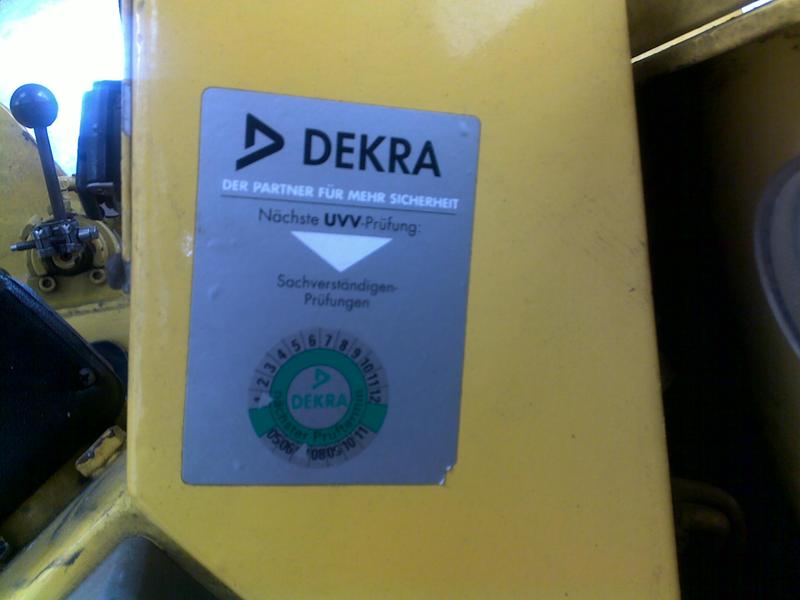 DEKRA
DER PARTNER FÜR MEHR SICHERHEIT
Nächste UVV-Prüfung:
Sachverständigen-
Prüfungen
2 3 4 5 6 7 8 9 10 11 12
DEKRA
Nächster Prüftermin
05 06 08 09 10 11